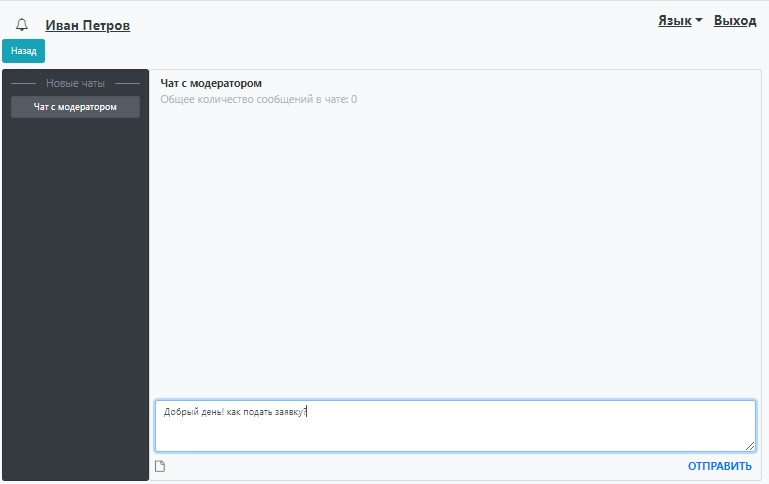 Иван Петров
Язык Выход
Назад
Новые чаты
Чат с модератором
Чат с модератором
Общее количество сообщений в чате: 0
Добрый день! как подать заявку?
ОТПРАВИТЬ